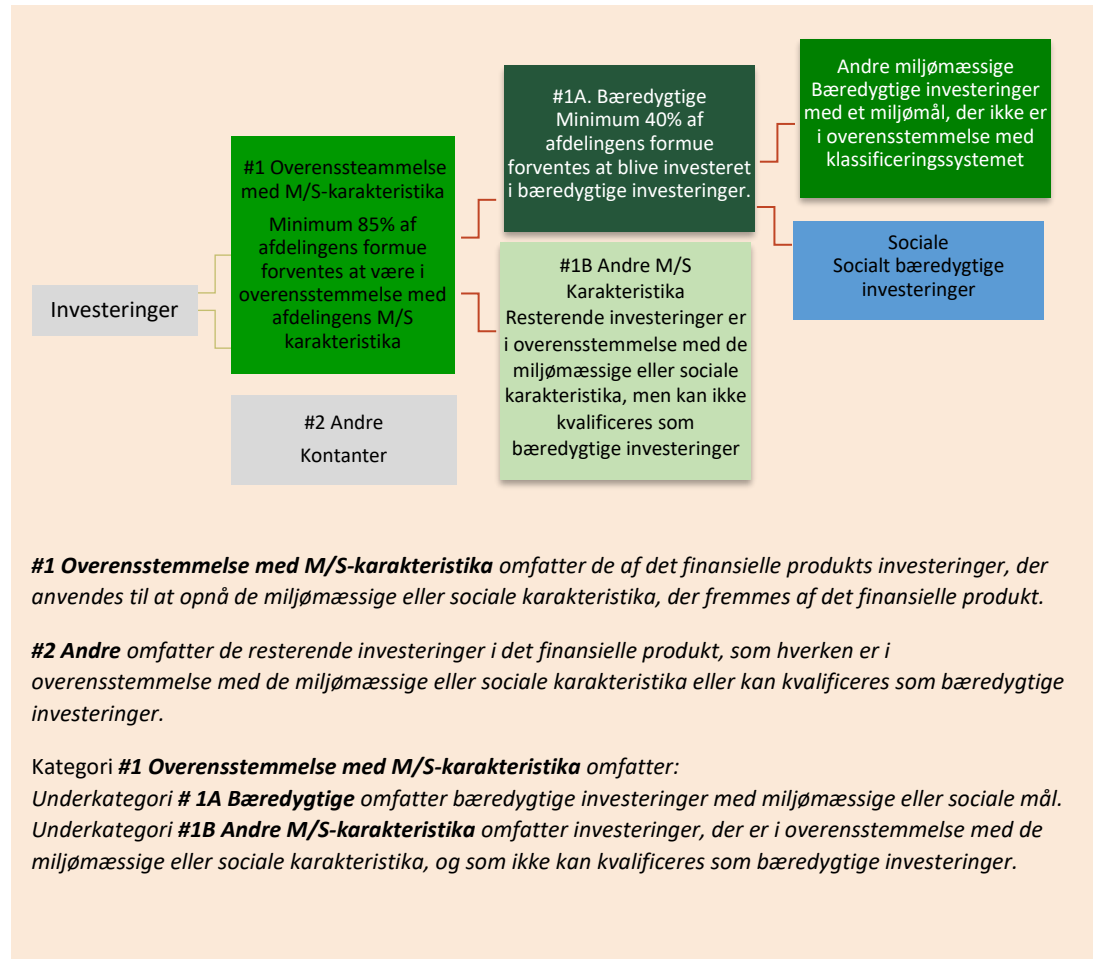 Investeringer
#1 Overenssteammelse
med M/S-karakteristika
Minimum 85% af
afdelingens formue
forventes at være i
overensstemmelse med
afdelingens M/S
karakteristika
#2 Andre
Kontanter
#1A. Bæredygtige
Minimum 40% af
afdelingens formue
forventes at blive investeret
i bæredygtige investeringer.
#1B Andre M/S
Karakteristika
Resterende investeringer er
i overensstemmelse med de
miljømæssige eller sociale
karakteristika, men kan ikke
kvalificeres som
bæredygtige investeringer
Andre miljømæssige
Bæredygtige investeringer
med et miljømål, der ikke er
i overensstemmelse med
klassificeringssystemet
Sociale
Socialt bæredygtige
investeringer
#1 Overensstemmelse med M/S-karakteristika omfatter de af det finansielle produkts investeringer, der
anvendes til at opnå de miljømæssige eller sociale karakteristika, der fremmes af det finansielle produkt.
#2 Andre omfatter de resterende investeringer i det finansielle produkt, som hverken er i
overensstemmelse med de miljømæssige eller sociale karakteristika eller kan kvalificeres som bæredygtige
investeringer.
Kategori #1 Overensstemmelse med M/S-karakteristika omfatter:
Underkategori # 1A Bæredygtige omfatter bæredygtige investeringer med miljømæssige eller sociale mål.
Underkategori #1B Andre M/S-karakteristika omfatter investeringer, der er i overensstemmelse med de
miljømæssige eller sociale karakteristika, og som ikke kan kvalificeres som bæredygtige investeringer.